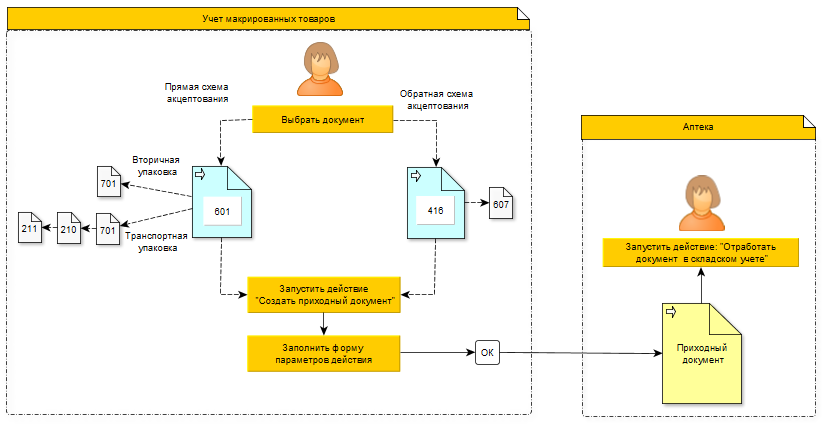 Учет макрированных товаров
Прямая схема
акцептования
Обратная схема
акцептования
Выбрать документ
Вторичная
упаковка
701
601
416
607
211
210
701
Транспортная
упаковка
Запустить действие
"Создать приходный документ"
Заполнить форму
параметров действия
ОК
Аптека
Запустить действие: "Отработать
документ в складском учете"
Приходный
документ